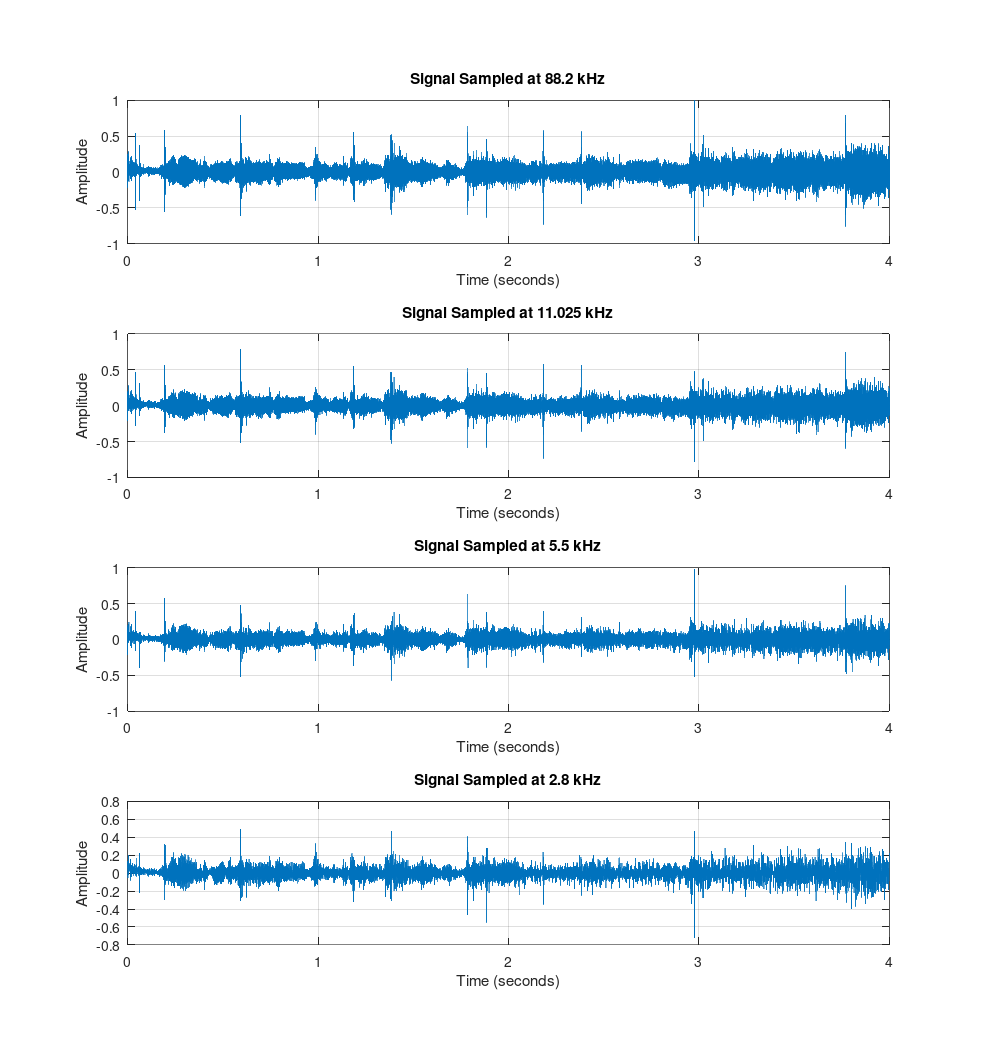 Signal Sampled at 88.2 kHz
1
0.5
0
-0.5
-1
Amplitude
0 1 2 3 4
Time (seconds)
Signal Sampled at 11.025 kHz
1
0.5
0
-0.5
-1
Amplitude
0 1 2 3 4
Time (seconds)
Signal Sampled at 5.5 kHz
1
0.5
0
-0.5
-1
Amplitude
0 1 2 3 4
Time (seconds)
Signal Sampled at 2.8 kHz
0.8
0.6
0.4
0.2
0
-0.2
-0.4
-0.6
-0.8
Amplitude
0 1 2 3 4
Time (seconds)